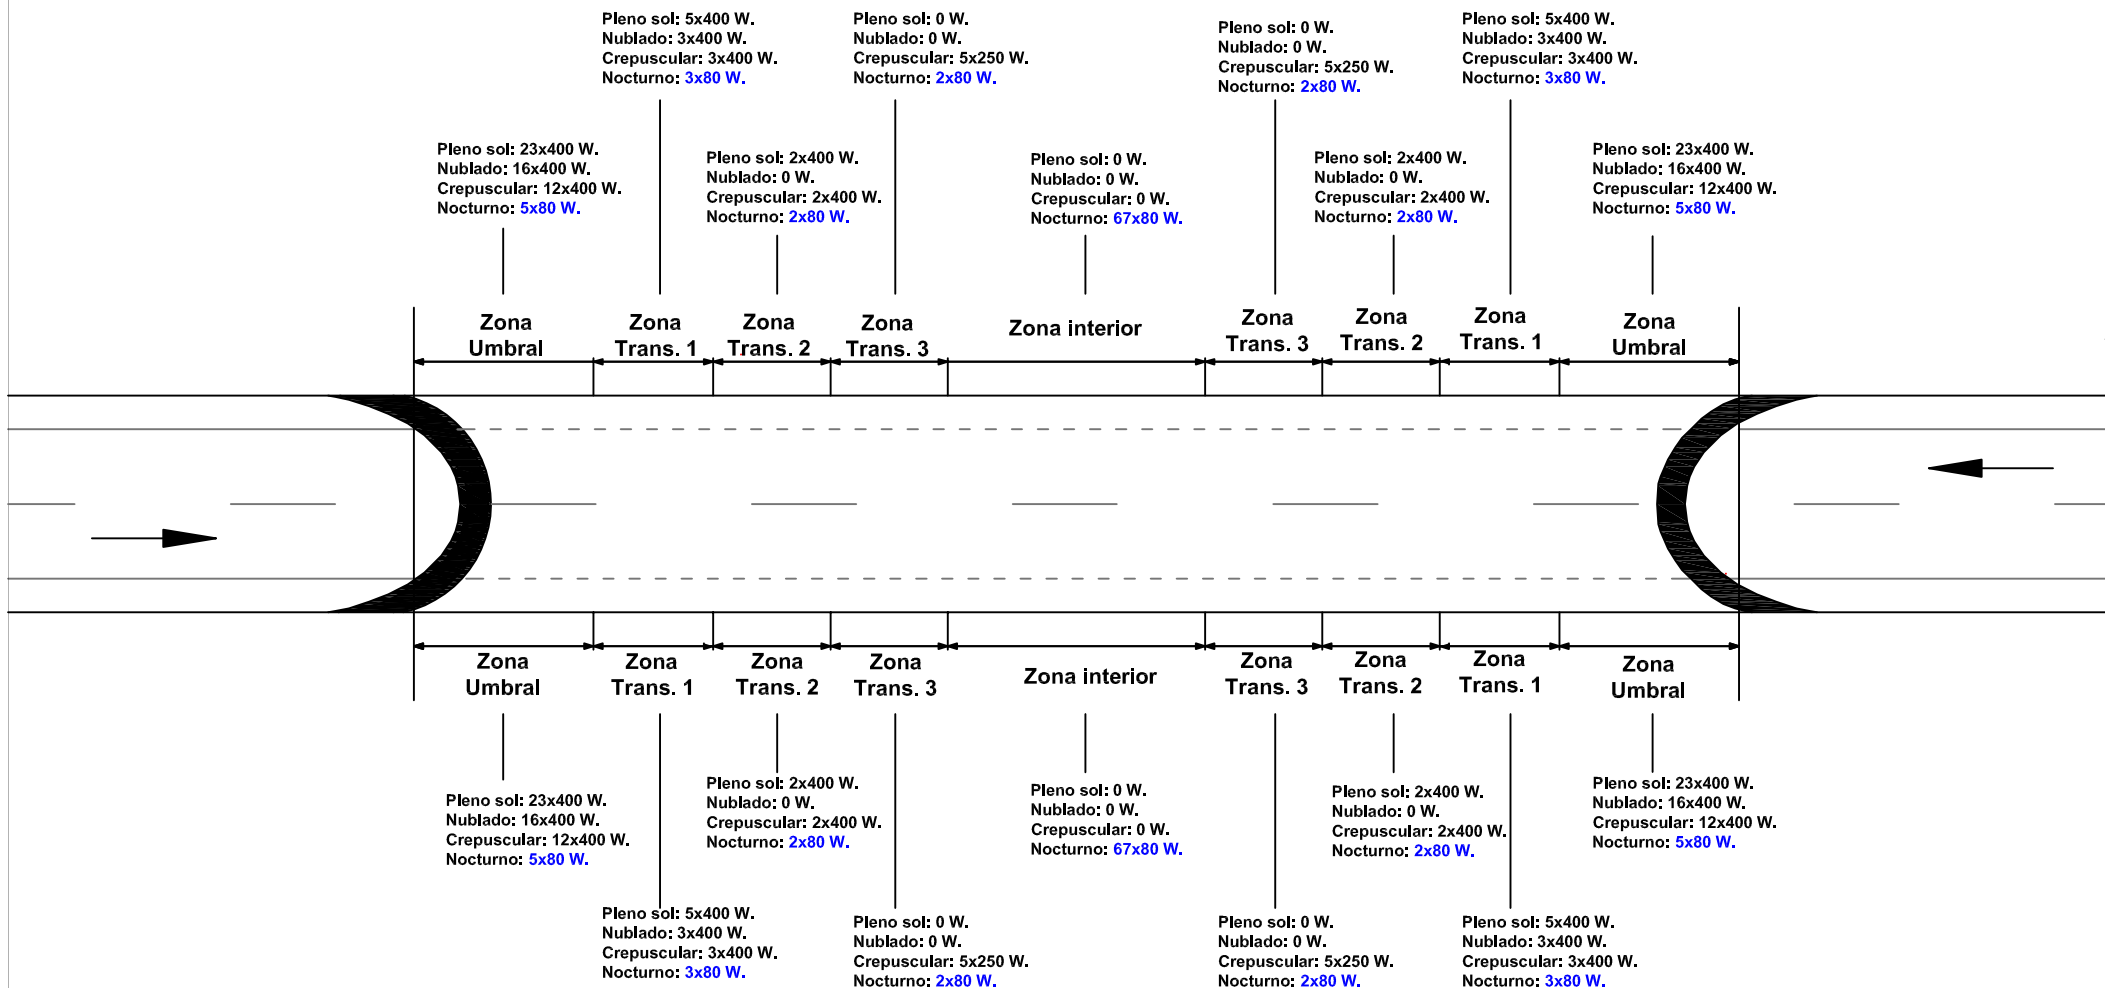 Pleno sol: 5x400 W.
Nublado: 3x400 W.
Crepuscular: 3x400 W.
Nocturno: 3x80 W.
Pleno sol: 0 W.
Nublado: 0 W.
Crepuscular: 5x250 W.
Nocturno: 2x80 W.
Pleno sol: 0 W.
Nublado: 0 W.
Crepuscular: 5x250 W.
Nocturno: 2x80 W.
Pleno sol: 5x400 W.
Nublado: 3x400 W.
Crepuscular: 3x400 W.
Nocturno: 3x80 W.
Pleno sol: 23x400 W.
Nublado: 16x400 W.
Crepuscular: 12x400 W.
Nocturno: 5x80 W.
Pleno sol: 2x400 W.
Nublado: 0 W.
Crepuscular: 2x400 W.
Nocturno: 2x80 W.
Pleno sol: 0 W.
Nublado: 0 W.
Crepuscular: 0 W.
Nocturno: 67x80 W.
Pleno sol: 2x400 W.
Nublado: 0 W.
Crepuscular: 2x400 W.
Nocturno: 2x80 W.
Pleno sol: 23x400 W.
Nublado: 16x400 W.
Crepuscular: 12x400 W.
Nocturno: 5x80 W.
Zona
Umbral
Zona
Trans. 1
Zona
Trans. 2
Zona
Trans. 3
Zona interior
Zona
Trans. 3
Zona
Trans. 2
Zona
Trans. 1
Zona
Umbral
Zona
Umbral
Zona
Trans. 1
Zona
Trans. 2
Zona
Trans. 3
Zona interior
Zona
Trans. 3
Zona
Trans. 2
Zona
Trans. 1
Zona
Umbral
Pleno sol: 23x400 W.
Nublado: 16x400 W.
Crepuscular: 12x400 W.
Nocturno: 5x80 W.
Pleno sol: 2x400 W.
Nublado: 0 W.
Crepuscular: 2x400 W.
Nocturno: 2x80 W.
Pleno sol: 0 W.
Nublado: 0 W.
Crepuscular: 0 W.
Nocturno: 67x80 W.
Pleno sol: 2x400 W.
Nublado: 0 W.
Crepuscular: 2x400 W.
Nocturno: 2x80 W.
Pleno sol: 23x400 W.
Nublado: 16x400 W.
Crepuscular: 12x400 W.
Nocturno: 5x80 W.
Pleno sol: 5x400 W.
Nublado: 3x400 W.
Crepuscular: 3x400 W.
Nocturno: 3x80 W.
Pleno sol: 0 W.
Nublado: 0 W.
Crepuscular: 5x250 W.
Nocturno: 2x80 W.
Pleno sol: 0 W.
Nublado: 0 W.
Crepuscular: 5x250 W.
Nocturno: 2x80 W.
Pleno sol: 5x400 W.
Nublado: 3x400 W.
Crepuscular: 3x400 W.
Nocturno: 3x80 W.